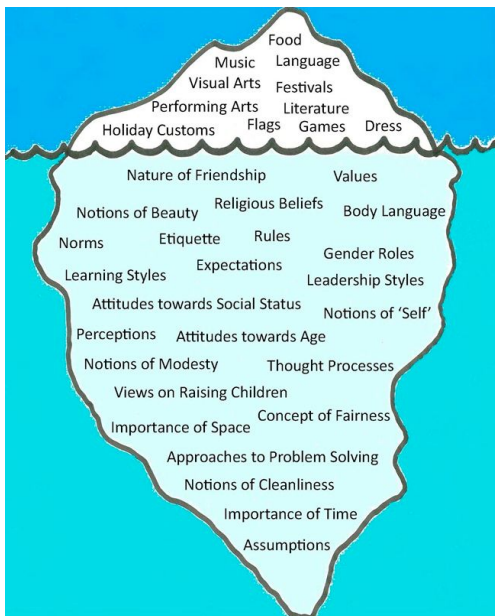 Food
Music Language
Visual Arts Festivals
Performing Arts Literature
Holiday Customs Flags Games Dress
Nature of Friendship Values
Notions of Beauty Religious Beliefs Body Language
Norms Etiquette Rules Gender Roles
Learning Styles Expectations Leadership Styles
Attitudes towards Social Status Notions of ‘Self’
Perceptions Attitudes towards Age
Notions of Modesty Thought Processes
Views on Raising Children
Importance of Space Concept of Fairness
Approaches to Problem Solving
Notions of Cleanliness
Importance of Time
Assumptions